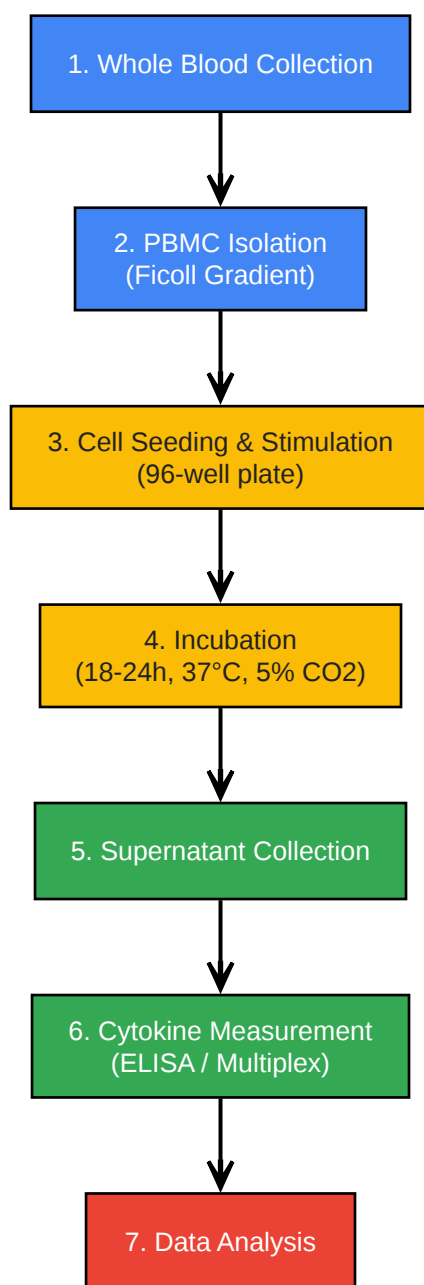 1. Whole Blood Collection
2. PBMC Isolation
(Ficoll Gradient)
3. Cell Seeding & Stimulation
(96-well plate)
4. Incubation
(18-24h, 37°C, 5% CO2)
5. Supernatant Collection
6. Cytokine Measurement
(ELISA / Multiplex)
7. Data Analysis